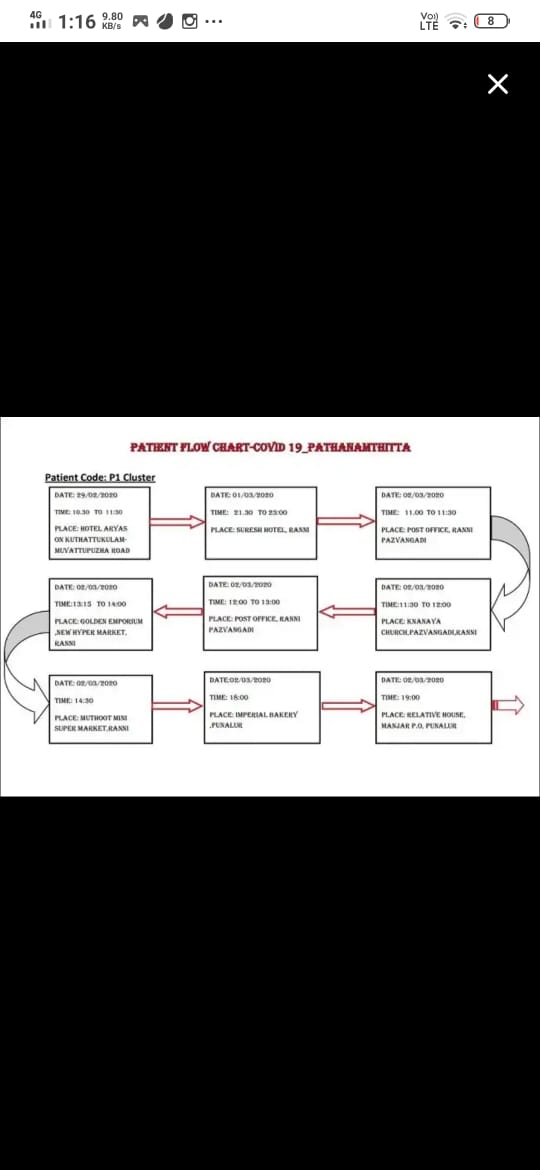 4G 1:16 9.80 KB/s ... Vo)) LTE 8
PATIENT FLOW CHART-COVID 19_PATHANAMTHITTA
Patient Code: P1 Cluster
DATE: 29/02/2020
TIME: 10.30 TO 11:30
PLACE: HOTEL ARYAS
ON KUTHATTUKULAM-
MUVATTUPUZHA ROAD
DATE: 01/03/2020
TIME: 21.30 TO 23:00
PLACE: SURESH HOTEL, RANNI
DATE: 02/03/2020
TIME: 11.00 TO 11:30
PLACE: POST OFFICE, RANNI
PAZVANGADI
DATE: 02/03/2020
TIME:11:30 TO 12:00
PLACE: KNANAYA
CHURCH,PAZVANGADI,RANNI
DATE: 02/03/2020
TIME: 12:00 TO 13:00
PLACE: POST OFFICE, RANNI
PAZVANGADI
DATE: 02/03/2020
TIME:13:15 TO 14:00
PLACE: GOLDEN EMPORIUM
,NEW HYPER MARKET,
RANNI
DATE: 02/03/2020
TIME: 14:30
PLACE: MUTHOOT MINI
SUPER MARKET,RANNI
DATE:02/03/2020
TIME: 18:00
PLACE: IMPERIAL BAKERY
,PUNALUR
DATE: 02/03/2020
TIME: 19:00
PLACE: RELATIVE HOUSE,
MANJAR P.O, PUNALUR